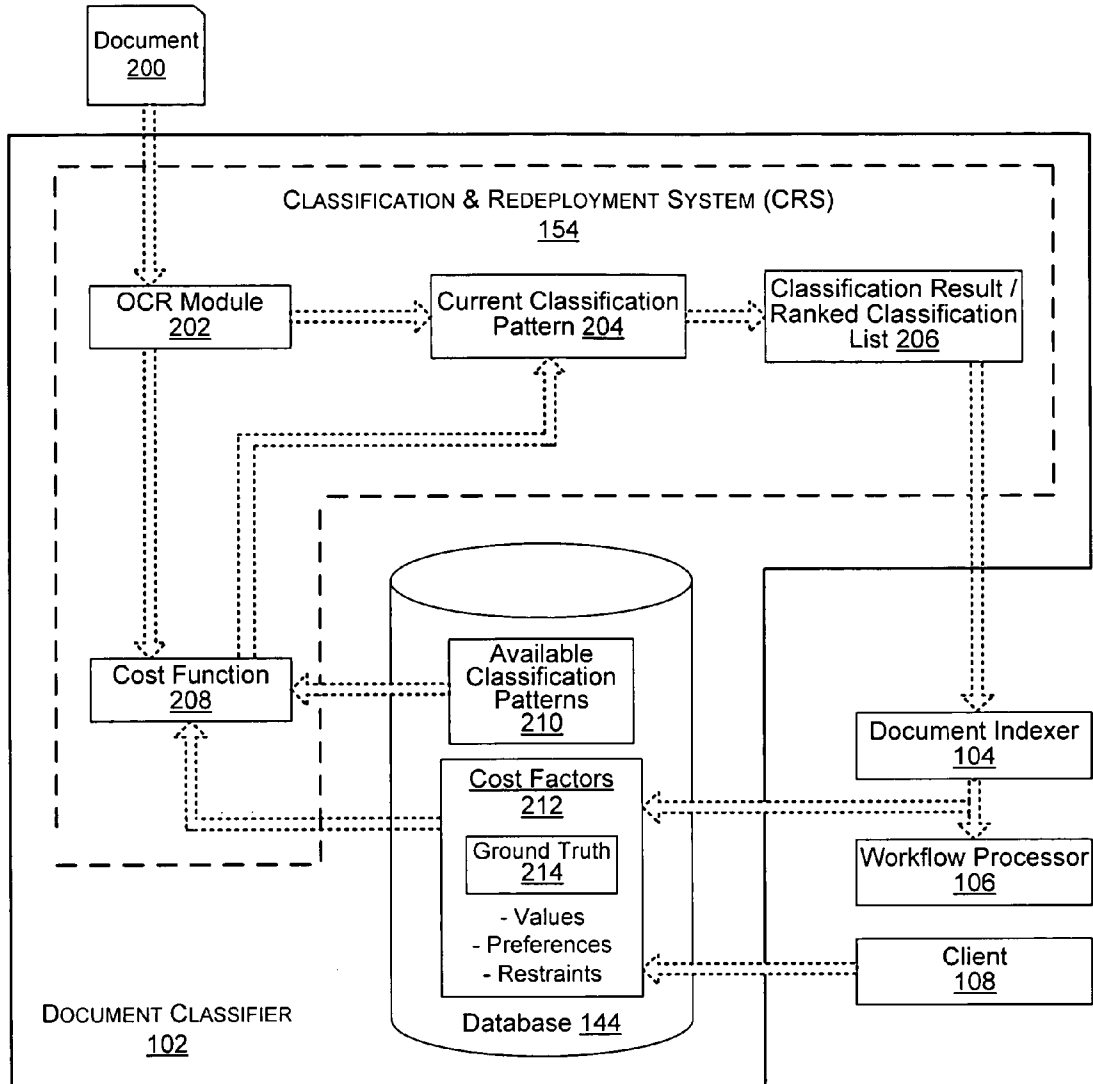 Document
200
CLASSIFICATION & REDEPLOYMENT SYSTEM (CRS)
154
OCR Module
202
Current Classification
Pattern 204
Classification Result /
Ranked Classification
List 206
Cost Function
208
Available
Classification
Patterns
210
Cost Factors
212
Ground Truth
214
- Values
- Preferences
- Restraints
Database 144
Document Indexer
104
Workflow Processor
106
Client
108
DOCUMENT CLASSIFIER
102